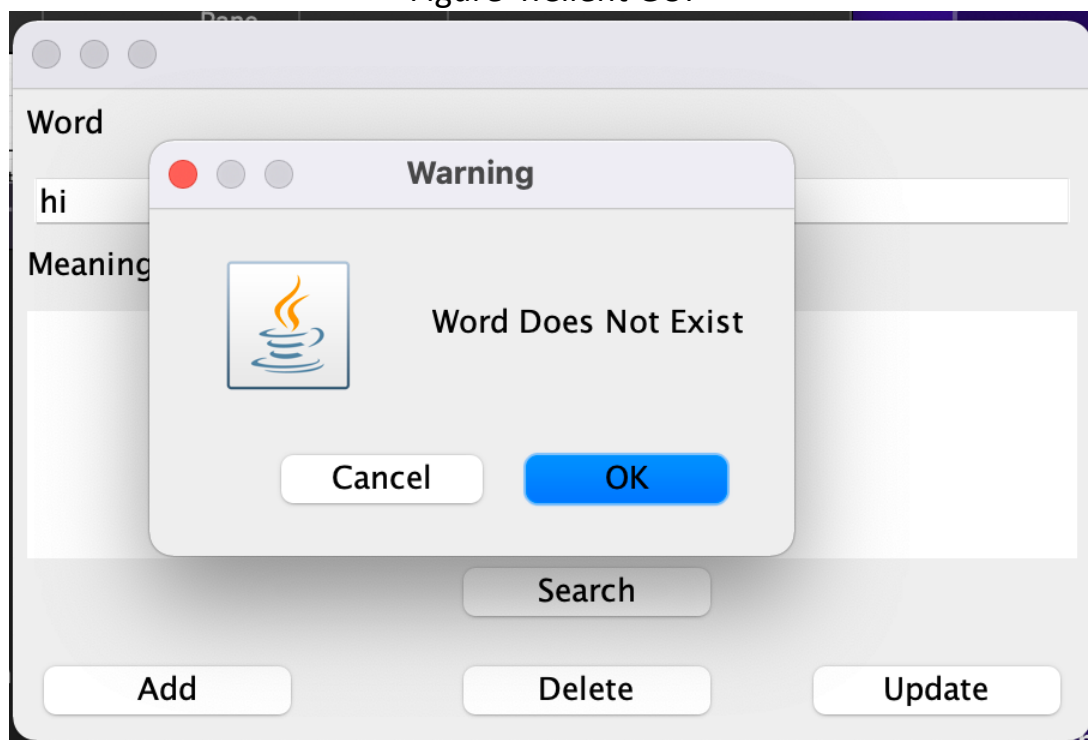 Word
Warning
hi
Meaning
Word Does Not Exist
Cancel
OK
Search
Add
Delete
Update